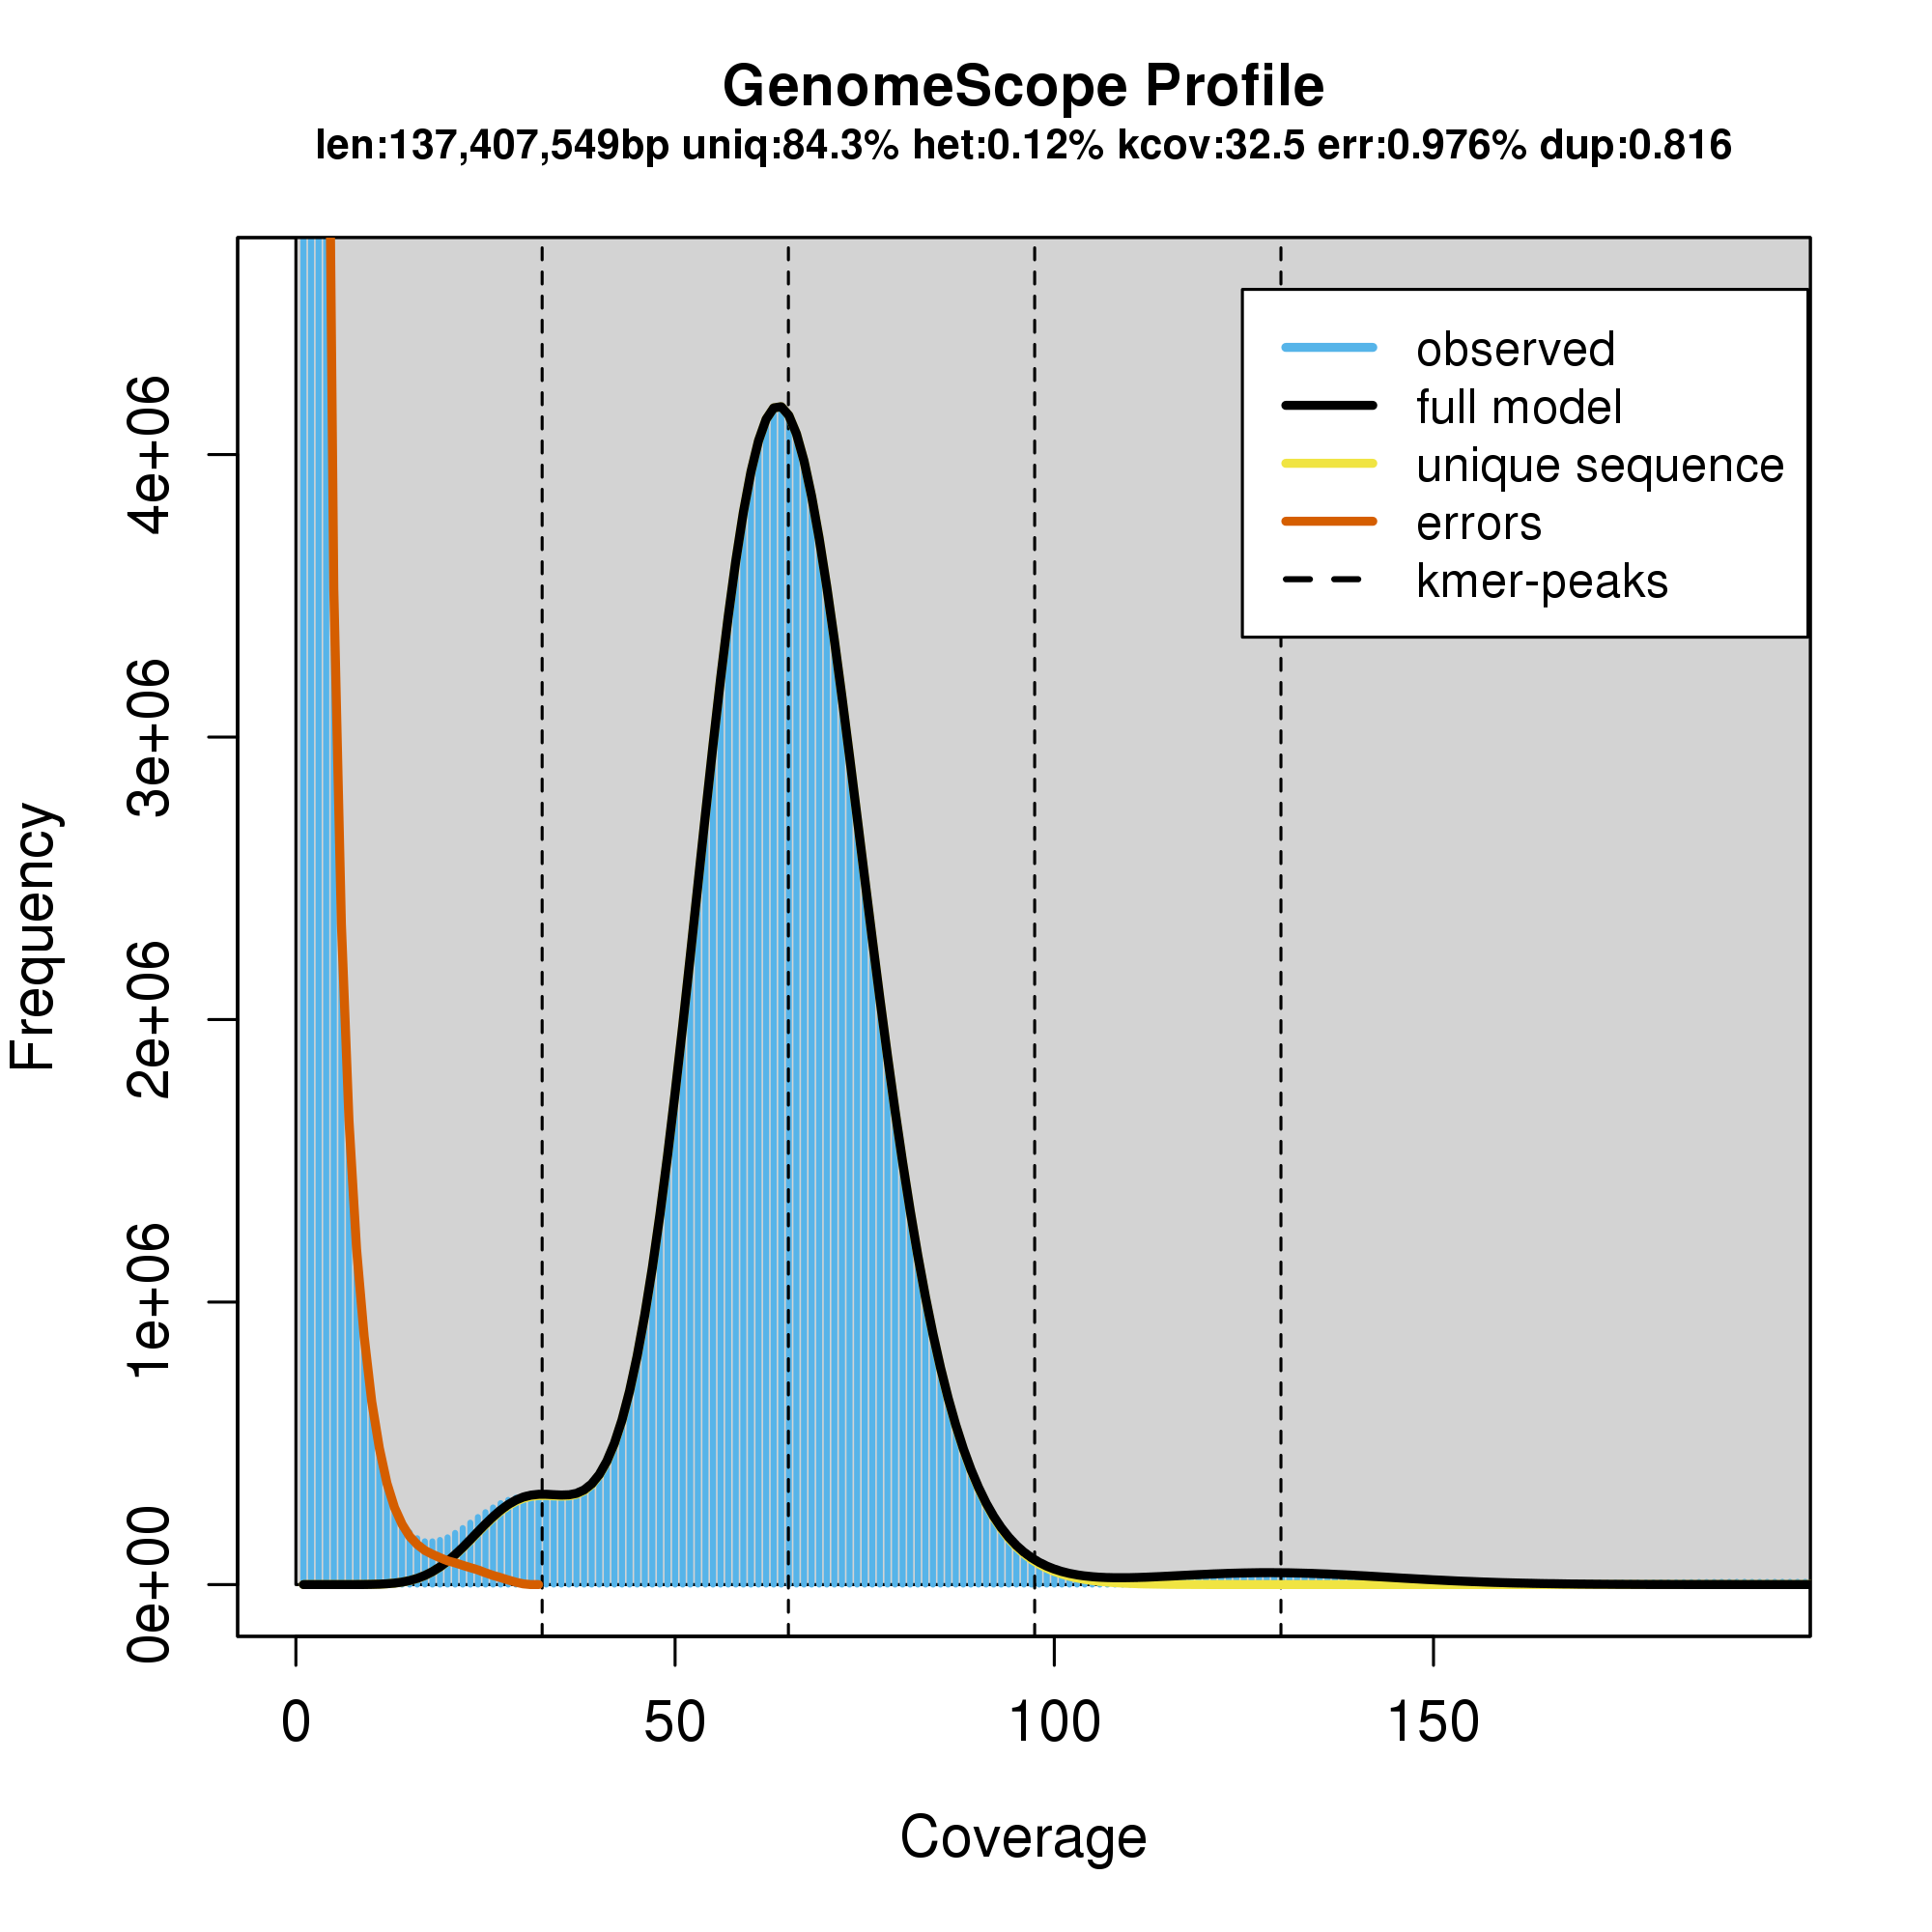 GenomeScope Profile
len:137,407,549bp uniq:84.3% het:0.12% kcov:32.5 err:0.976% dup:0.816
observed
full model
unique sequence
errors
kmer-peaks
Frequency
4e+06
3e+06
2e+06
1e+06
0e+00
0 50 100 150
Coverage